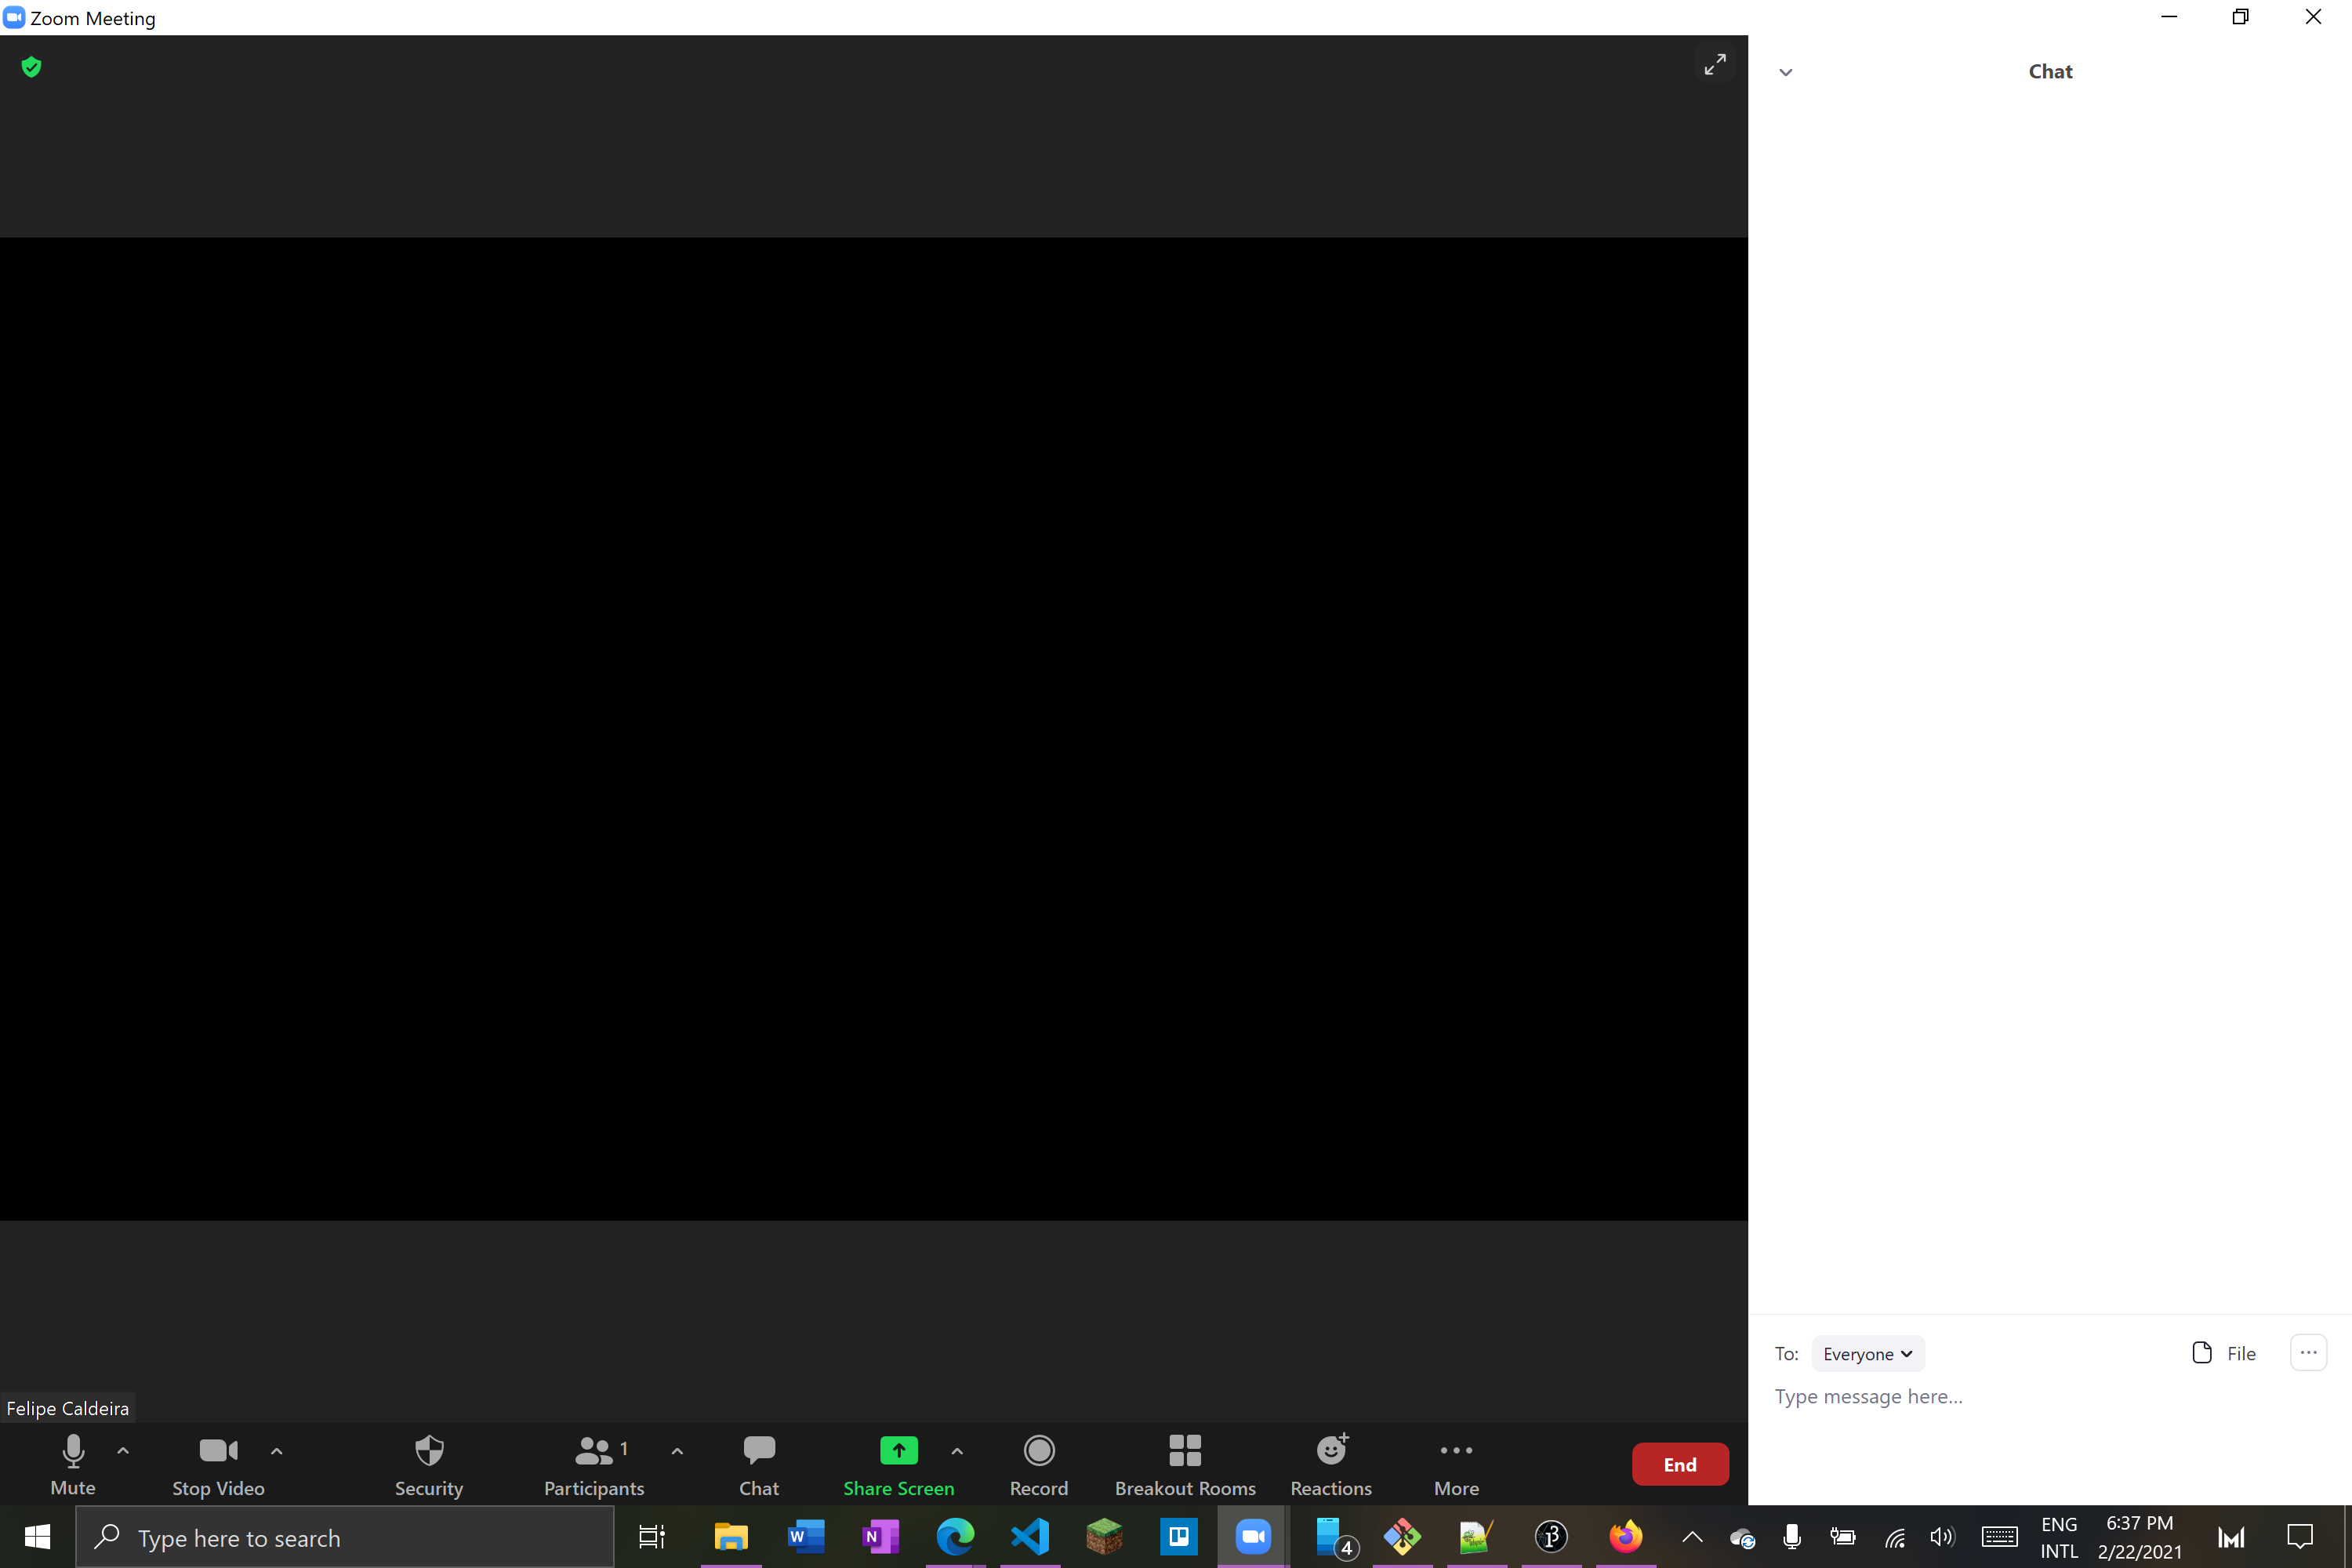 Zoom Meeting
Chat
To: Everyone File
Type message here...
Felipe Caldeira
1
Mute Stop Video Security Participants Chat Share Screen Record Breakout Rooms Reactions More End
Type here to search
W
N
4
ENG
INTL
6:37 PM
2/22/2021